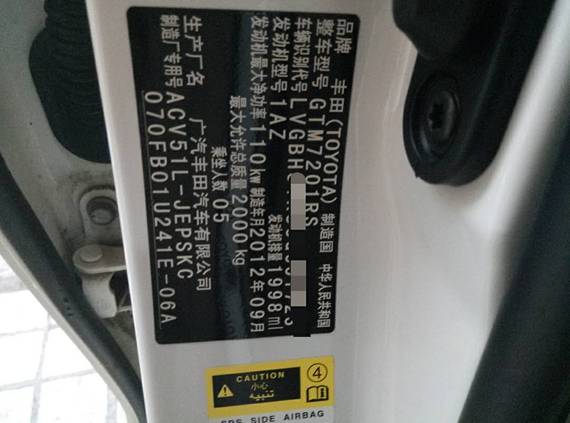 品牌 丰田(TOYOTA) 制造国 中华人民共和国
整车型号 GTM7201RS
车辆识别代号 LVGBH
发动机型号 1AZ 发动机排量 1998ml
发动机最大净功率 110kw 制造年月 2012年09月
最大允许总质量 2000kg
乘坐人数 05
生产厂名 广汽丰田汽车有限公司
制造厂专用号 ACV51L-JEPSKC
070FB01U241E-06A
CAUTION
小心
تنبيه
4
SRS SIDE AIRBAG